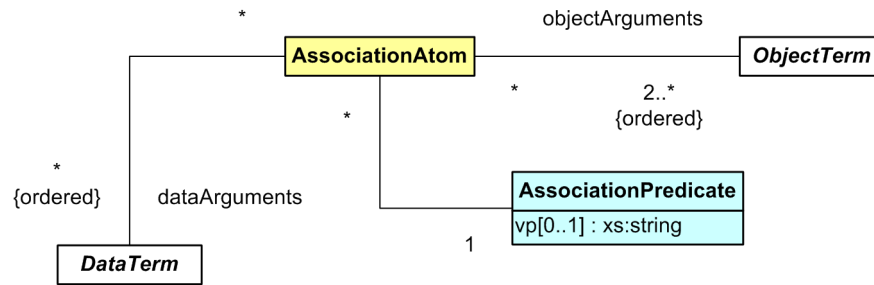 objectArguments
*
AssociationAtom
ObjectTerm
*
2..*
{ordered}
*
*
{ordered}
dataArguments
AssociationPredicate
vp[0..1] : xs:string
1
DataTerm